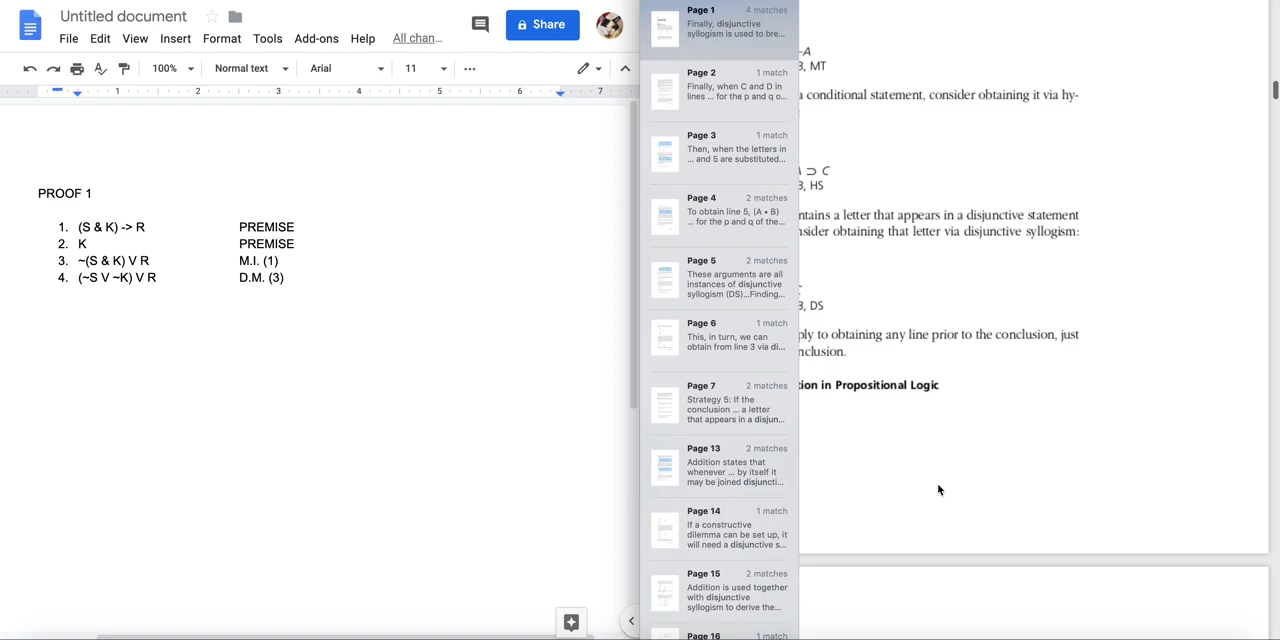 Untitled document
File Edit View Insert Format Tools Add-ons Help All chan...
Share
100% Normal text Arial 11
1 2 3 4 5 6 7
PROOF 1
1. (S & K) -> R PREMISE
2. K PREMISE
3. ~(S & K) V R M.I. (1)
4. (~S V ~K) V R D.M. (3)
Page 1 4 matches
Finally, disjunctive
syllogism is used to bre...
Page 2 1 match
Finally, when C and D in
lines ... for the p and q o...
Page 3 1 match
Then, when the letters in
... and 5 are substituted...
Page 4 2 matches
To obtain line 5, (A • B)
... for the p and q of the...
Page 5 2 matches
These arguments are all
instances of disjunctive
syllogism (DS)...Finding...
Page 6 1 match
This, in turn, we can
obtain from line 3 via di...
Page 7 2 matches
Strategy 5: If the
conclusion ... a letter
that appears in a disjun...
Page 13 2 matches
Addition states that
whenever ... by itself it
may be joined disjuncti...
Page 14 1 match
If a constructive
dilemma can be set up, it
will need a disjunctive s...
Page 15 2 matches
Addition is used together
with disjunctive
syllogism to derive the...
Page 16 1 match
~A
3, MT
a conditional statement, consider obtaining it via hy-
⊃ C
3, HS
ntains a letter that appears in a disjunctive statement
nsider obtaining that letter via disjunctive syllogism:
3, DS
ply to obtaining any line prior to the conclusion, just
nclusion.
tion in Propositional Logic